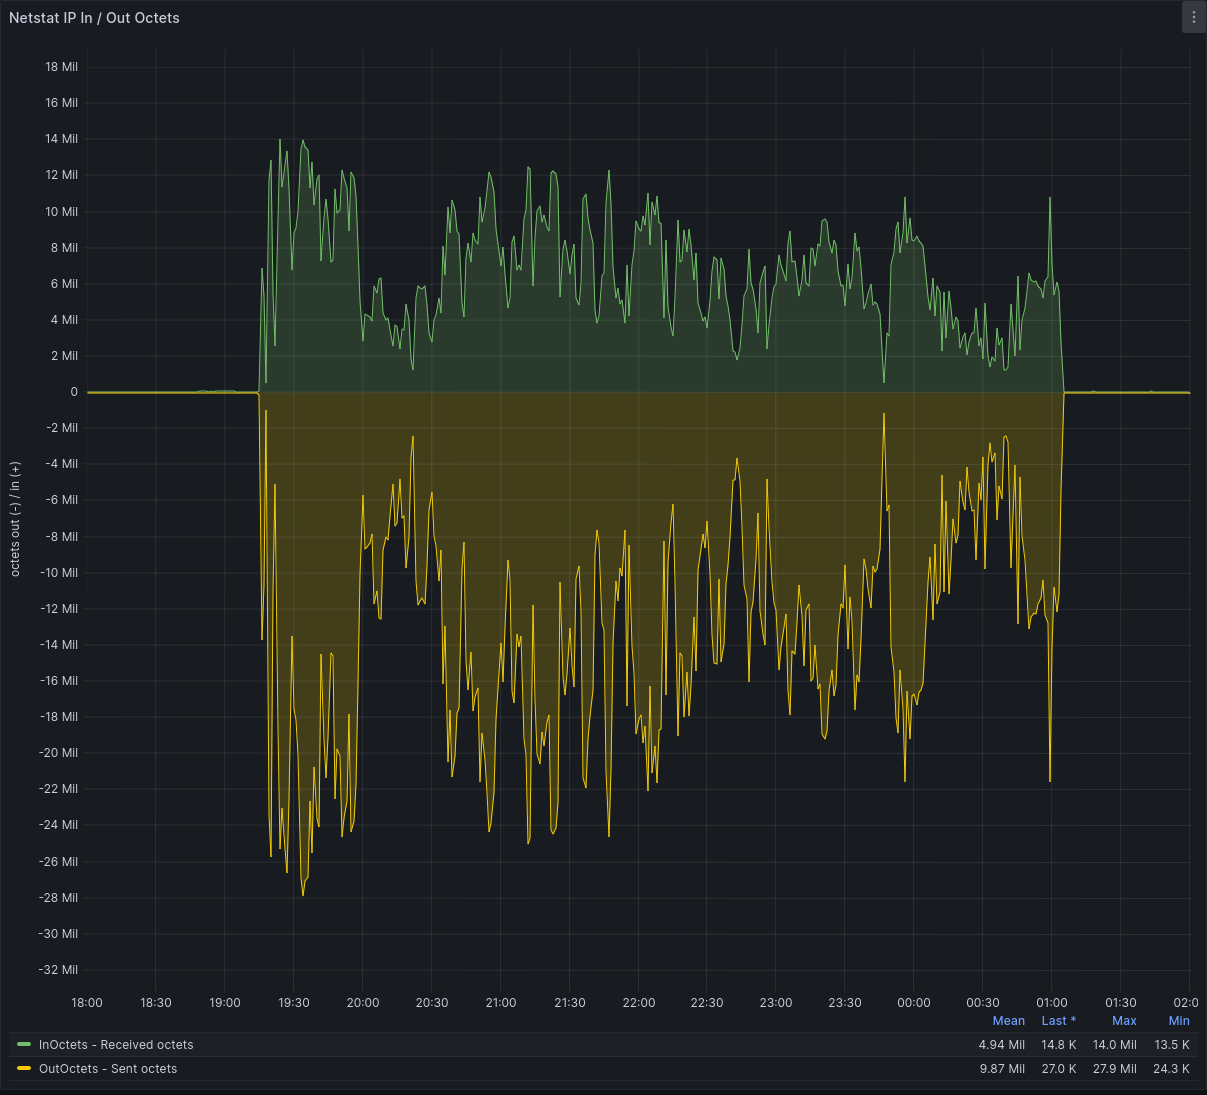 Netstat IP In / Out Octets
18 Mil
16 Mil
14 Mil
12 Mil
10 Mil
8 Mil
6 Mil
4 Mil
2 Mil
0
-2 Mil
-4 Mil
-6 Mil
-8 Mil
-10 Mil
-12 Mil
-14 Mil
-16 Mil
-18 Mil
-20 Mil
-22 Mil
-24 Mil
-26 Mil
-28 Mil
-30 Mil
-32 Mil
octets out (-) / in (+)
18:00 18:30 19:00 19:30 20:00 20:30 21:00 21:30 22:00 22:30 23:00 23:30 00:00 00:30 01:00 01:30 02:0
Mean Last * Max Min
InOctets - Received octets 4.94 Mil 14.8 K 14.0 Mil 13.5 K
OutOctets - Sent octets 9.87 Mil 27.0 K 27.9 Mil 24.3 K